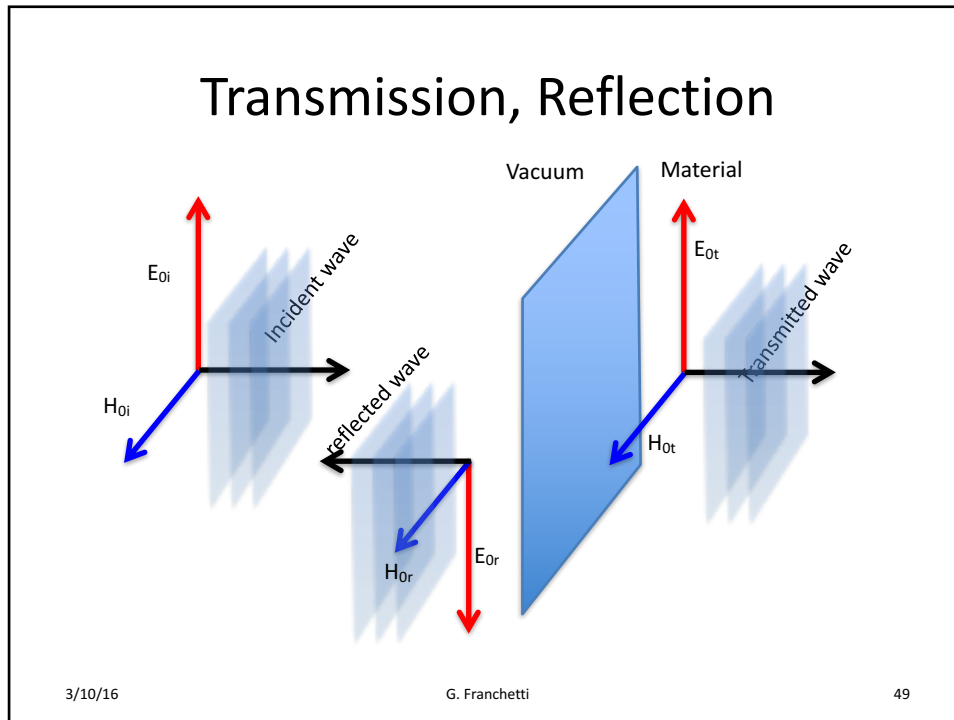 Transmission, Reflection
Vacuum
Material
E0i
Incident wave
E0t
Transmitted wave
H0i
reflected wave
H0t
H0r
E0r
3/10/16
G. Franchetti
49